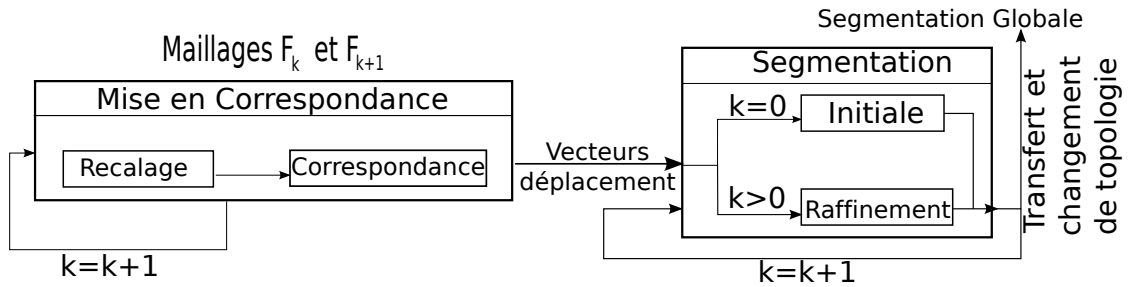 Maillages F_k et F_{k+1}
Mise en Correspondance
Recalage
Correspondance
k=k+1
Vecteurs
déplacement
Segmentation
k=0
Initiale
k>0
Raffinement
k=k+1
Segmentation Globale
Transfert et
changement
de topologie